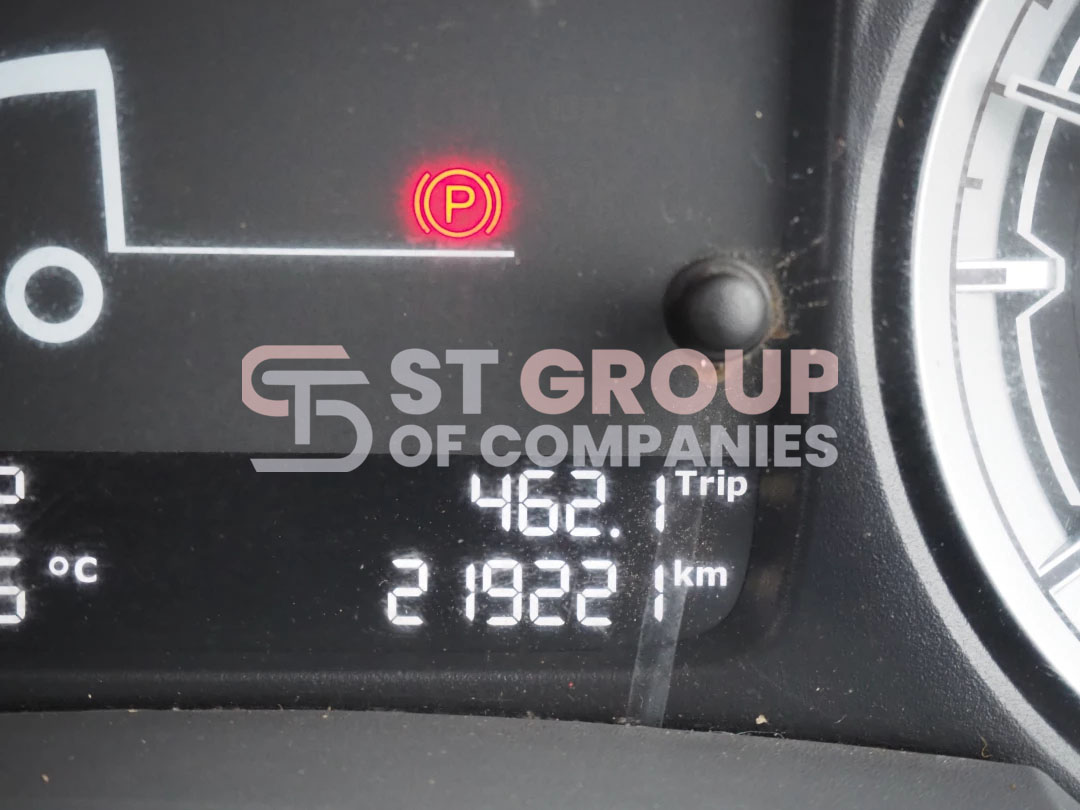 P
ST GROUP
OF COMPANIES
462.1 Trip
°C 219221 km